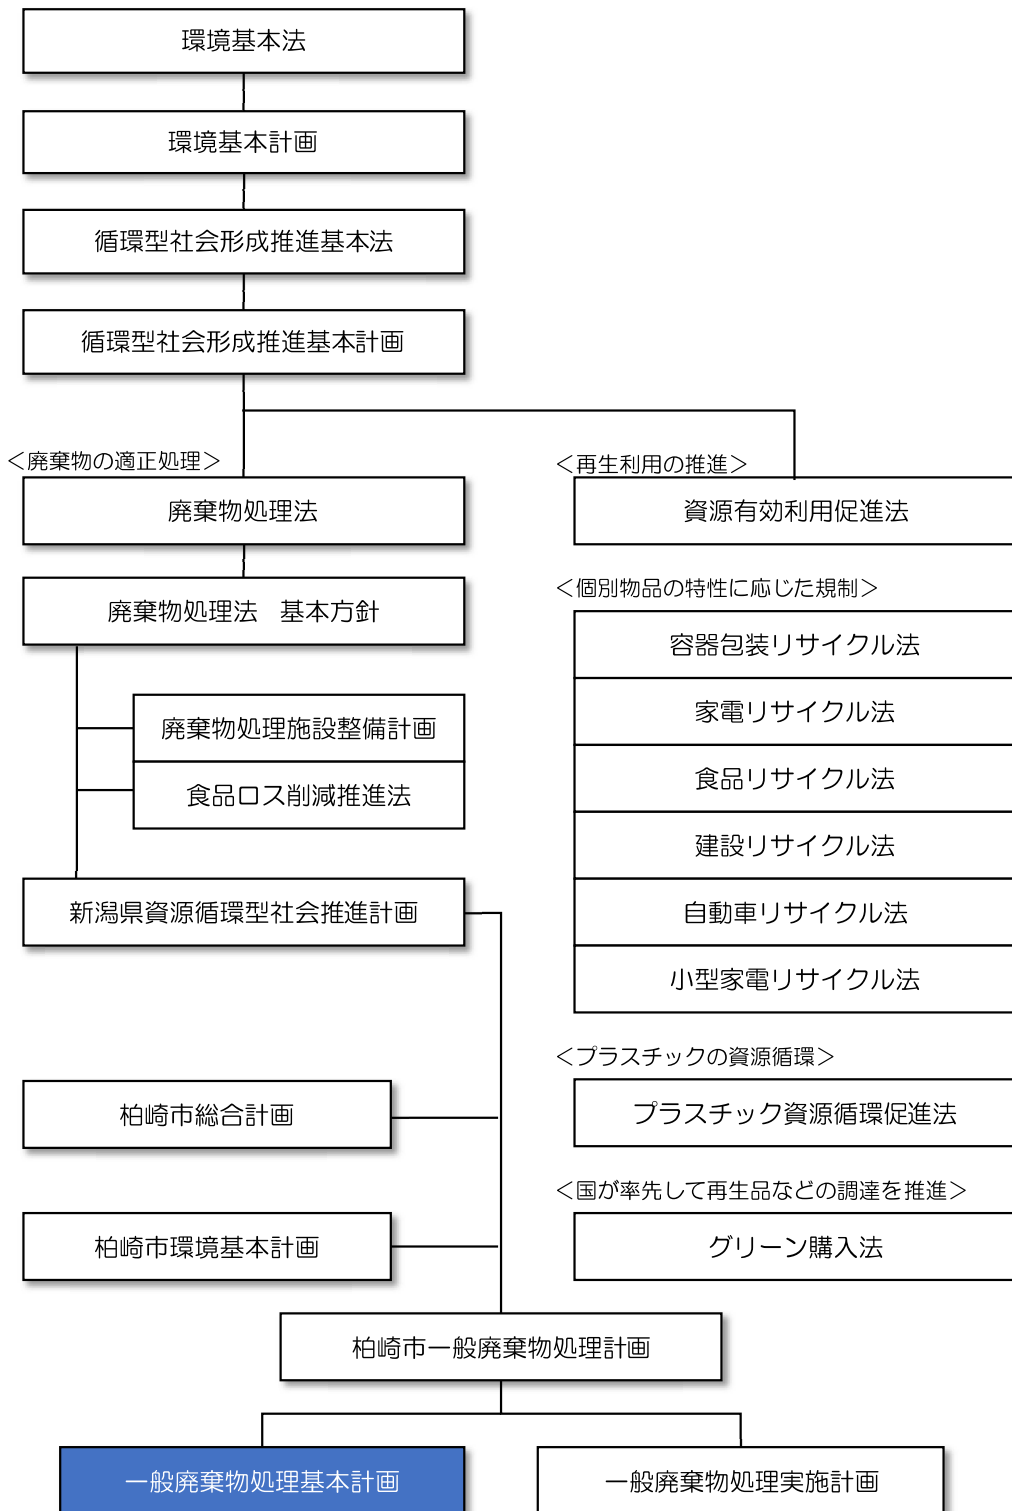 環境基本法
環境基本計画
循環型社会形成推進基本法
循環型社会形成推進基本計画
＜廃棄物の適正処理＞
廃棄物処理法
廃棄物処理法　基本方針
廃棄物処理施設整備計画
食品ロス削減推進法
新潟県資源循環型社会推進計画
＜再生利用の推進＞
資源有効利用促進法
＜個別物品の特性に応じた規制＞
容器包装リサイクル法
家電リサイクル法
食品リサイクル法
建設リサイクル法
自動車リサイクル法
小型家電リサイクル法
＜プラスチックの資源循環＞
プラスチック資源循環促進法
＜国が率先して再生品などの調達を推進＞
グリーン購入法
柏崎市総合計画
柏崎市環境基本計画
柏崎市一般廃棄物処理計画
一般廃棄物処理基本計画
一般廃棄物処理実施計画